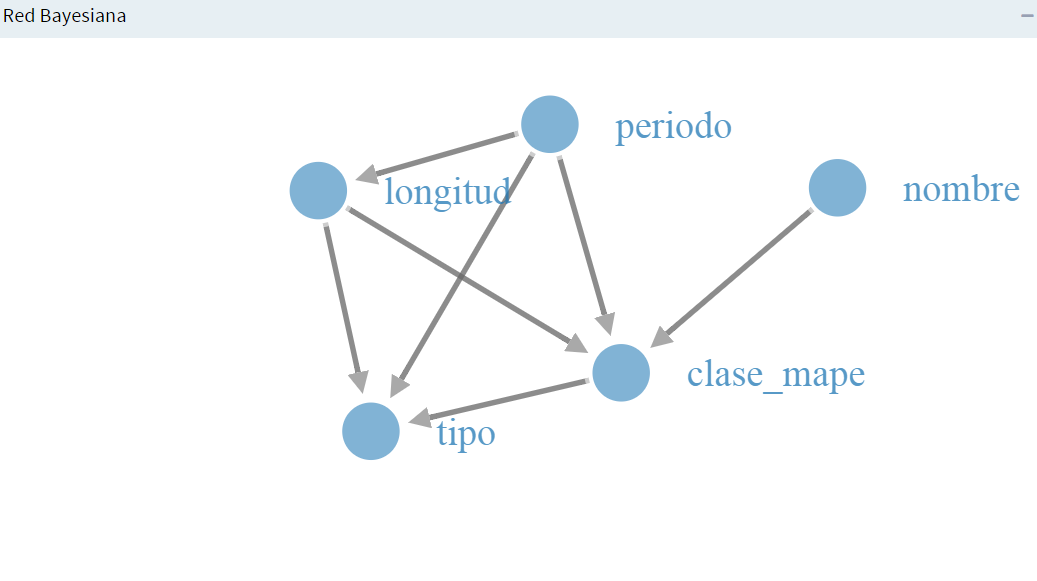 Red Bayesiana
periodo
longitud
nombre
clase_mape
tipo